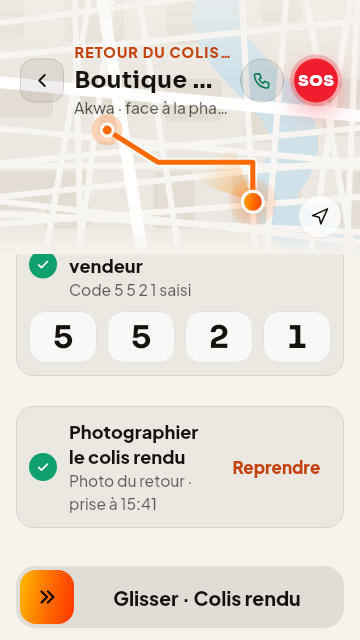 RETOUR DU COLIS…
Boutique …
Akwa · face à la pha…
SOS
vendeur
Code 5 5 2 1 saisi
5 5 2 1
Photographier
le colis rendu
Photo du retour ·
prise à 15:41
Reprendre
Glisser · Colis rendu